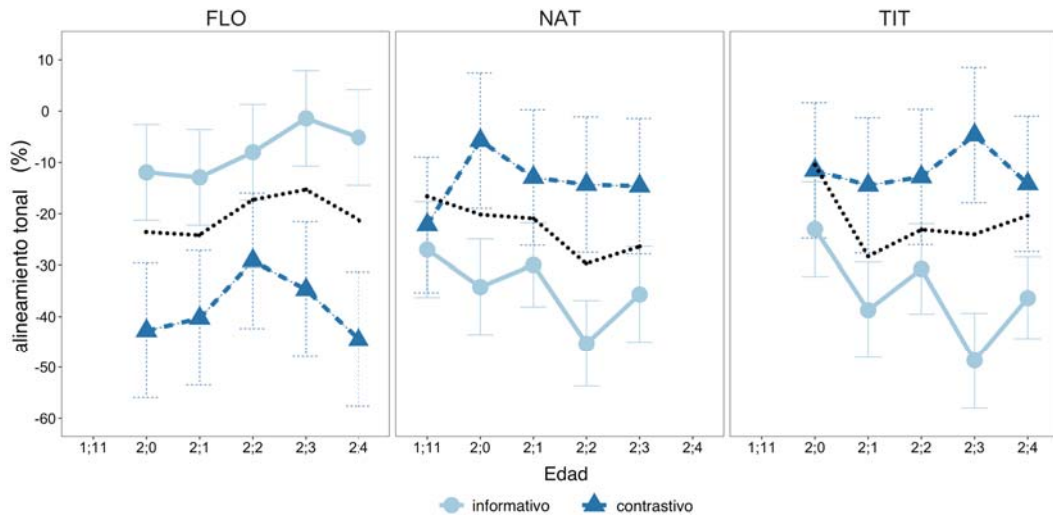 FLO NAT TIT
10
0
-10
-20
-30
-40
-50
-60
alineamiento tonal (%)
1;11 2;0 2;1 2;2 2;3 2;4 1;11 2;0 2;1 2;2 2;3 2;4 1;11 2;0 2;1 2;2 2;3 2;4
Edad
informativo contrastivo